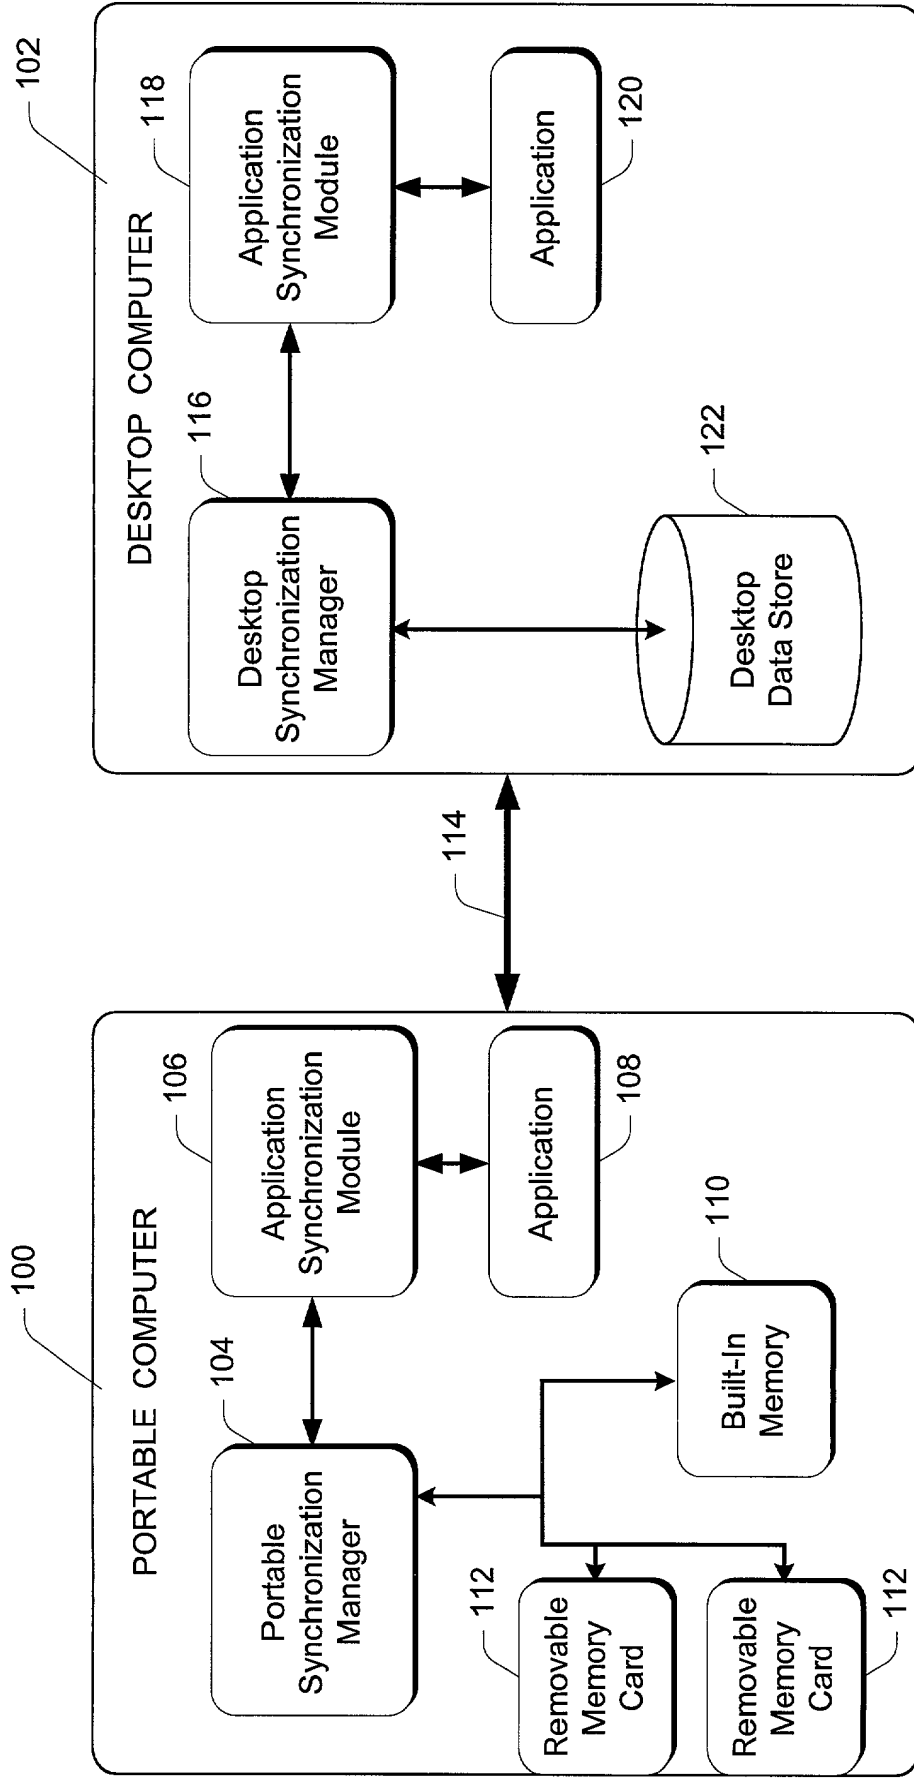 100
PORTABLE COMPUTER
104
Portable
Synchronization
Manager
106
Application
Synchronization
Module
Application
108
110
Built-In
Memory
112
Removable
Memory
Card
Removable
Memory
Card
112
114
102
DESKTOP COMPUTER
116
Desktop
Synchronization
Manager
118
Application
Synchronization
Module
Application
120
122
Desktop
Data Store